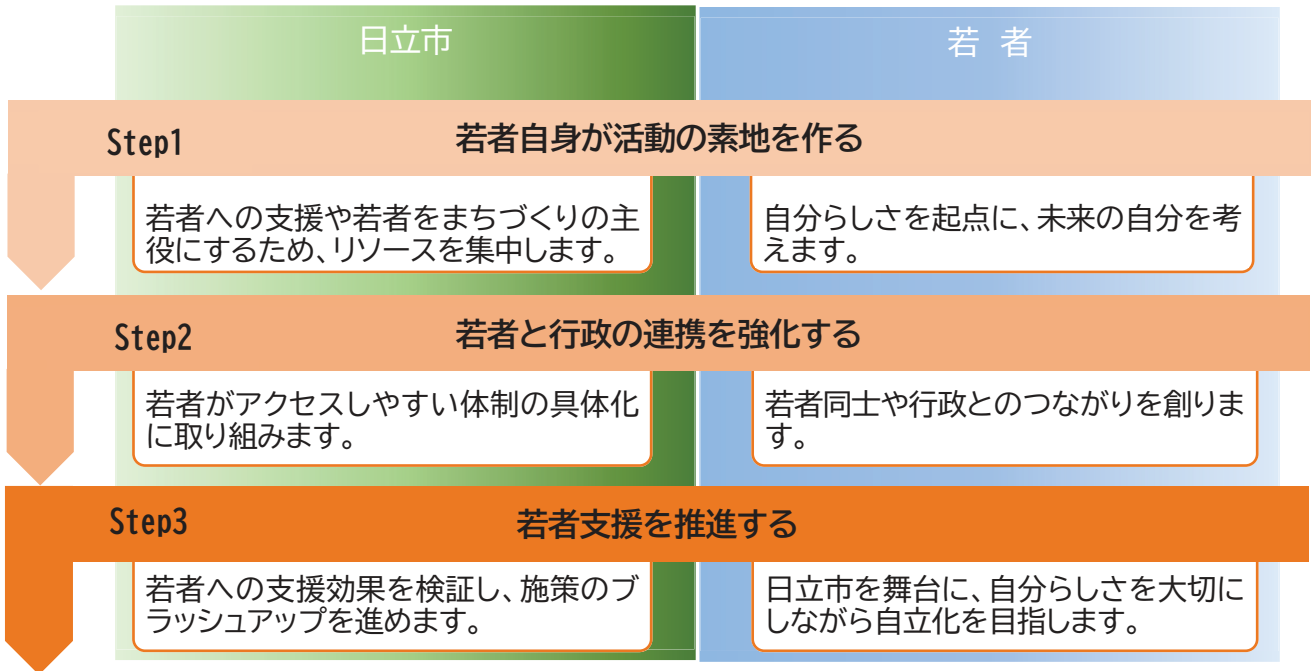 日立市
若 者
Step1 若者自身が活動の素地を作る
若者への支援や若者をまちづくりの主
役にするため、リソースを集中します。
自分らしさを起点に、未来の自分を考
えます。
Step2 若者と行政の連携を強化する
若者がアクセスしやすい体制の具体化
に取り組みます。
若者同士や行政とのつながりを創りま
す。
Step3 若者支援を推進する
若者への支援効果を検証し、施策のブ
ラッシュアップを進めます。
日立市を舞台に、自分らしさを大切に
しながら自立化を目指します。